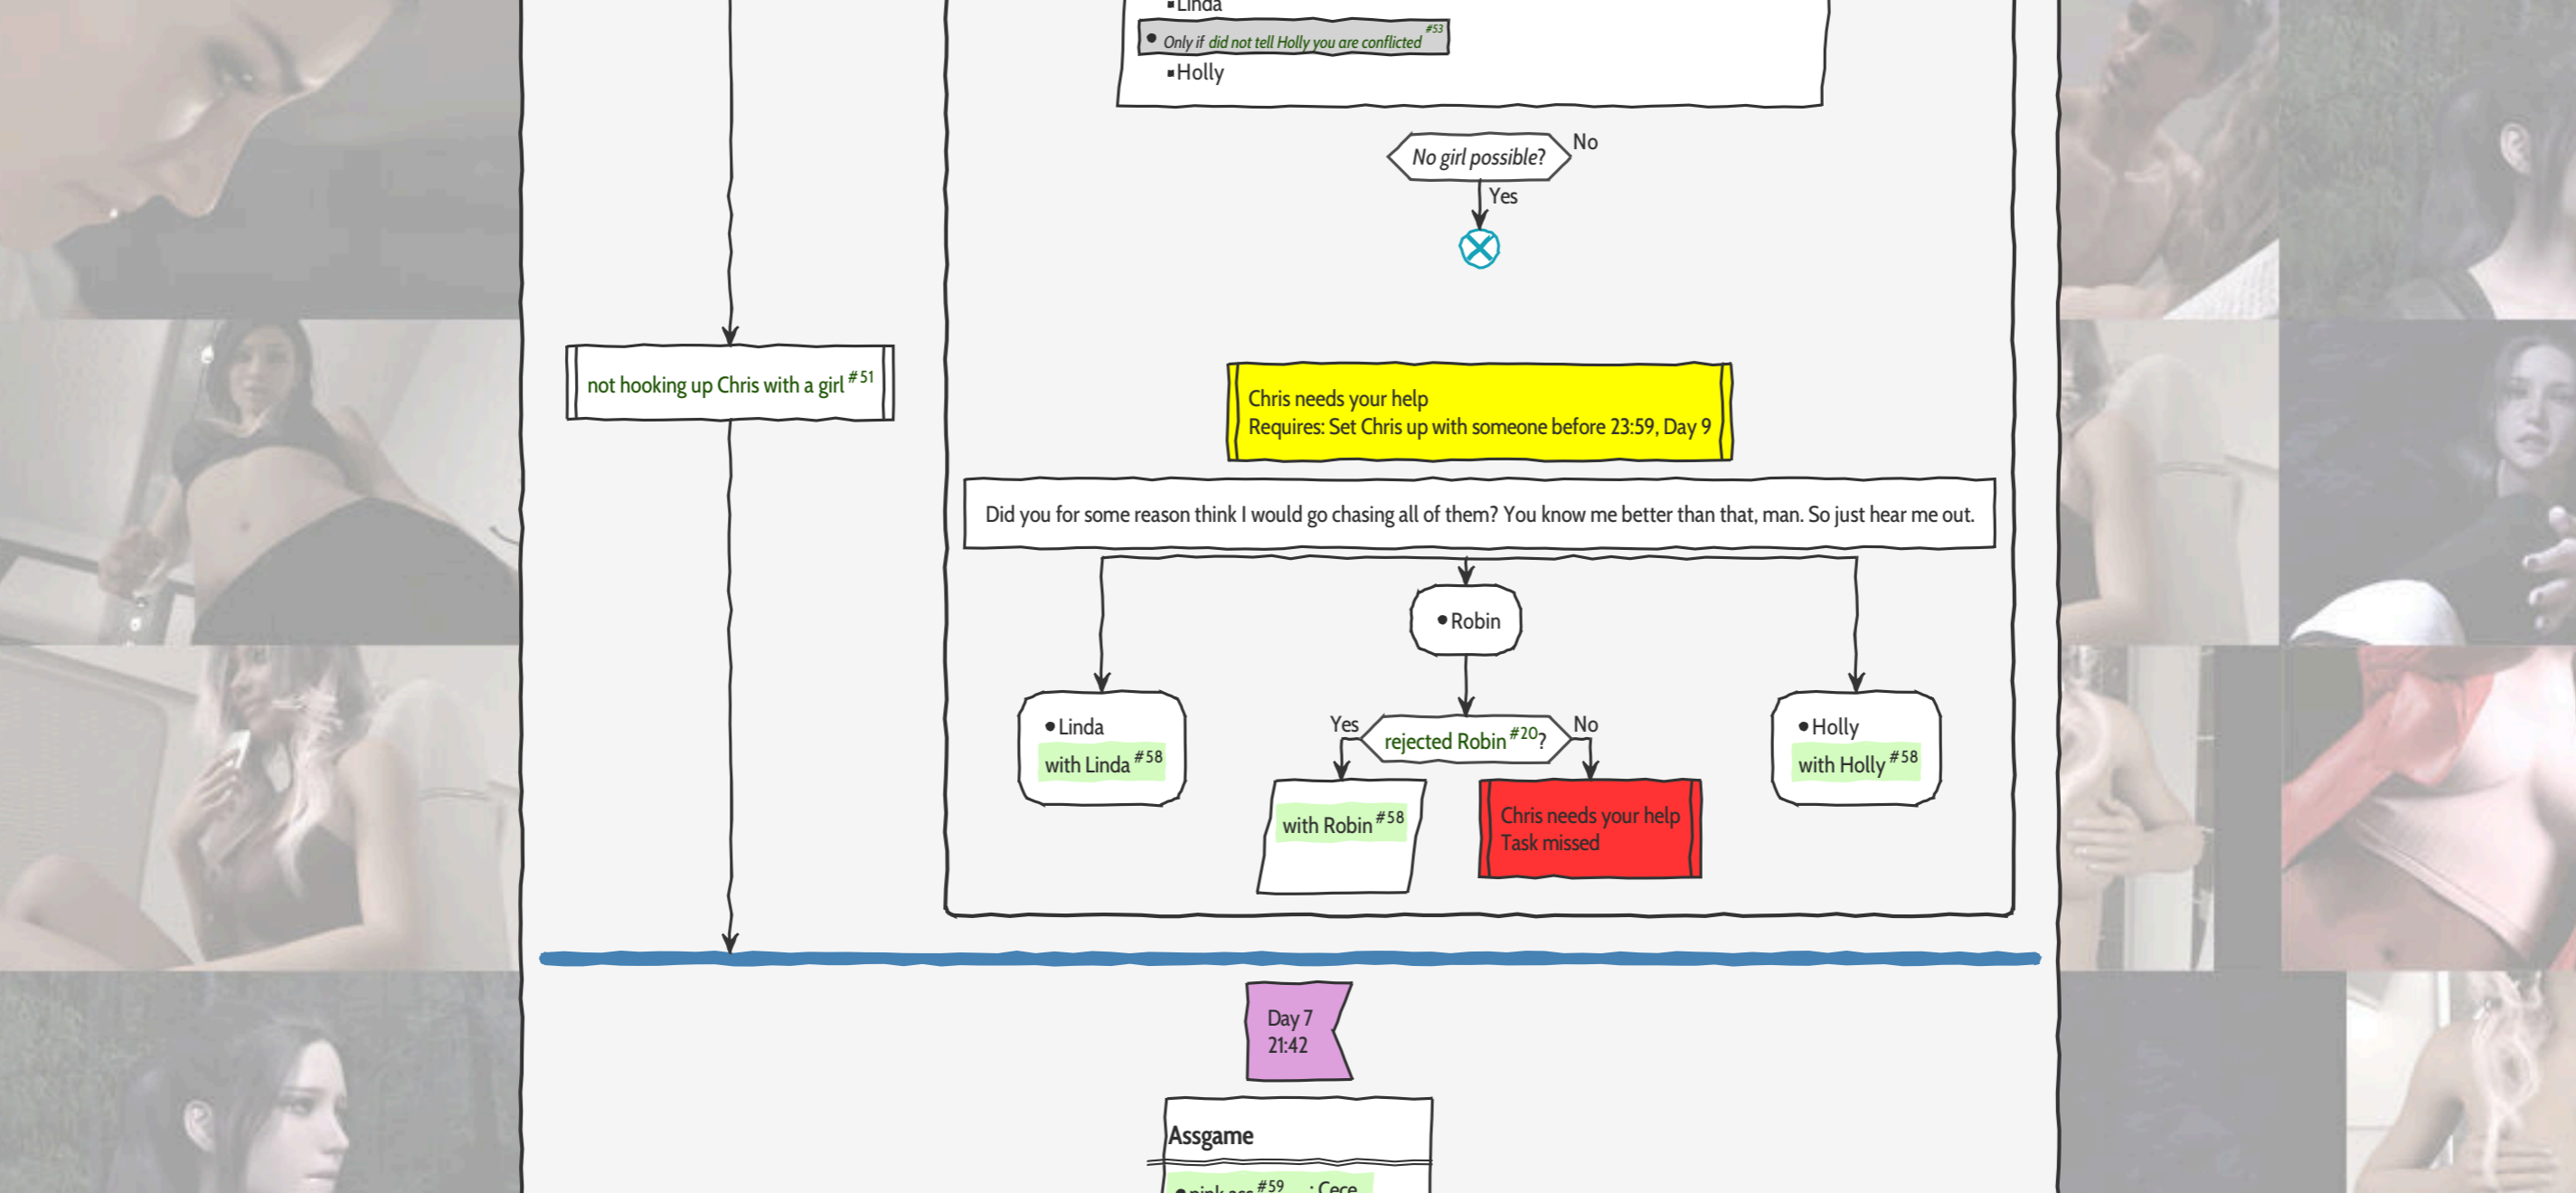 ▪Linda
● Only if did not tell Holly you are conflicted #53
▪Holly
No girl possible?
No
Yes
not hooking up Chris with a girl #51
Chris needs your help
Requires: Set Chris up with someone before 23:59, Day 9
Did you for some reason think I would go chasing all of them? You know me better than that, man. So just hear me out.
●Robin
●Linda
with Linda #58
Yes
rejected Robin #20?
No
●Holly
with Holly #58
with Robin #58
Chris needs your help
Task missed
Day 7
21:42
Assgame
●pink ass #59 : Cece